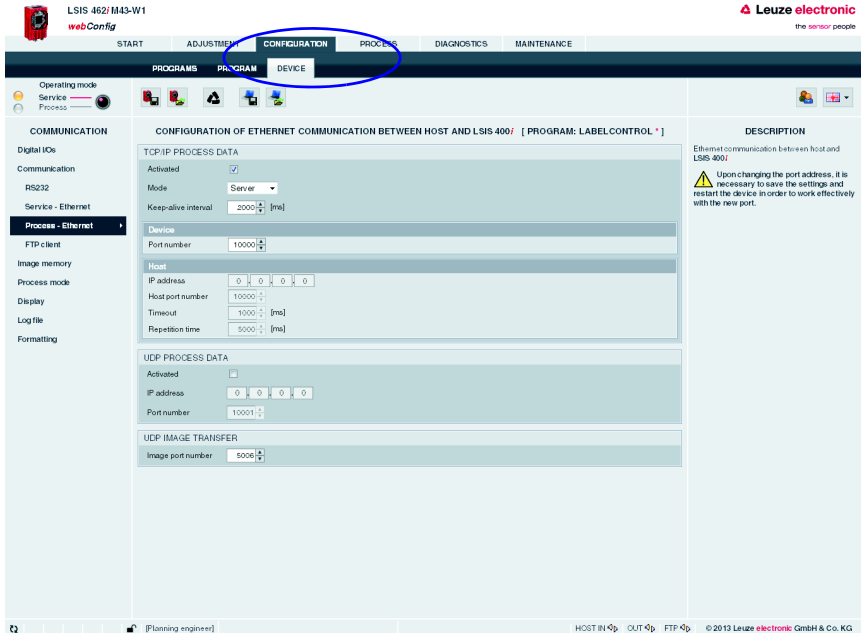 LSIS 462i M43-W1
webConfig
Leuze electronic
the sensor people
START ADJUSTMENT CONFIGURATION PROCESS DIAGNOSTICS MAINTENANCE
PROGRAMS PROGRAM DEVICE
Operating mode
Service
Process
COMMUNICATION
Digital I/Os
Communication
RS232
Service - Ethernet
Process - Ethernet
FTP client
Image memory
Process mode
Display
Log file
Formatting
CONFIGURATION OF ETHERNET COMMUNICATION BETWEEN HOST AND LSIS 400i [ PROGRAM: LABELCONTROL * ]
TCP/IP PROCESS DATA
Activated
Mode Server
Keep-alive interval 2000 [ms]
Device
Port number 10000
Host
IP address 0 . 0 . 0 . 0
Host port number 10000
Timeout 1000 [ms]
Repetition time 5000 [ms]
UDP PROCESS DATA
Activated
IP address 0 . 0 . 0 . 0
Port number 10001
UDP IMAGE TRANSFER
Image port number 5006
DESCRIPTION
Ethernet communication between host and
LSIS 400i
Upon changing the port address, it is
necessary to save the settings and
restart the device in order to work effectively
with the new port.
[Planning engineer]
HOST IN OUT FTP © 2013 Leuze electronic GmbH & Co. KG